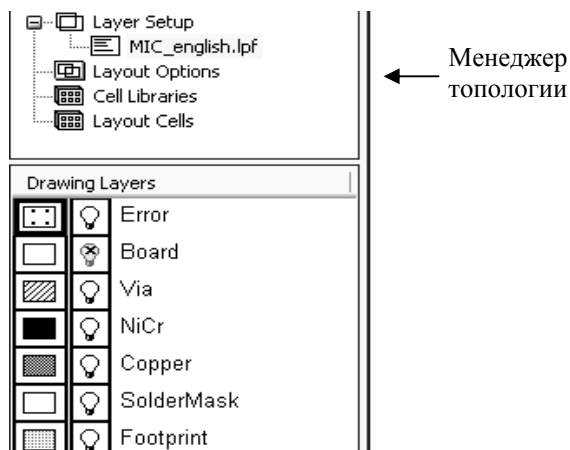 Layer Setup
MIC_english.lpf
Layout Options
Cell Libraries
Layout Cells
Менеджер
топологии
Drawing Layers
Error
Board
Via
NiCr
Copper
SolderMask
Footprint